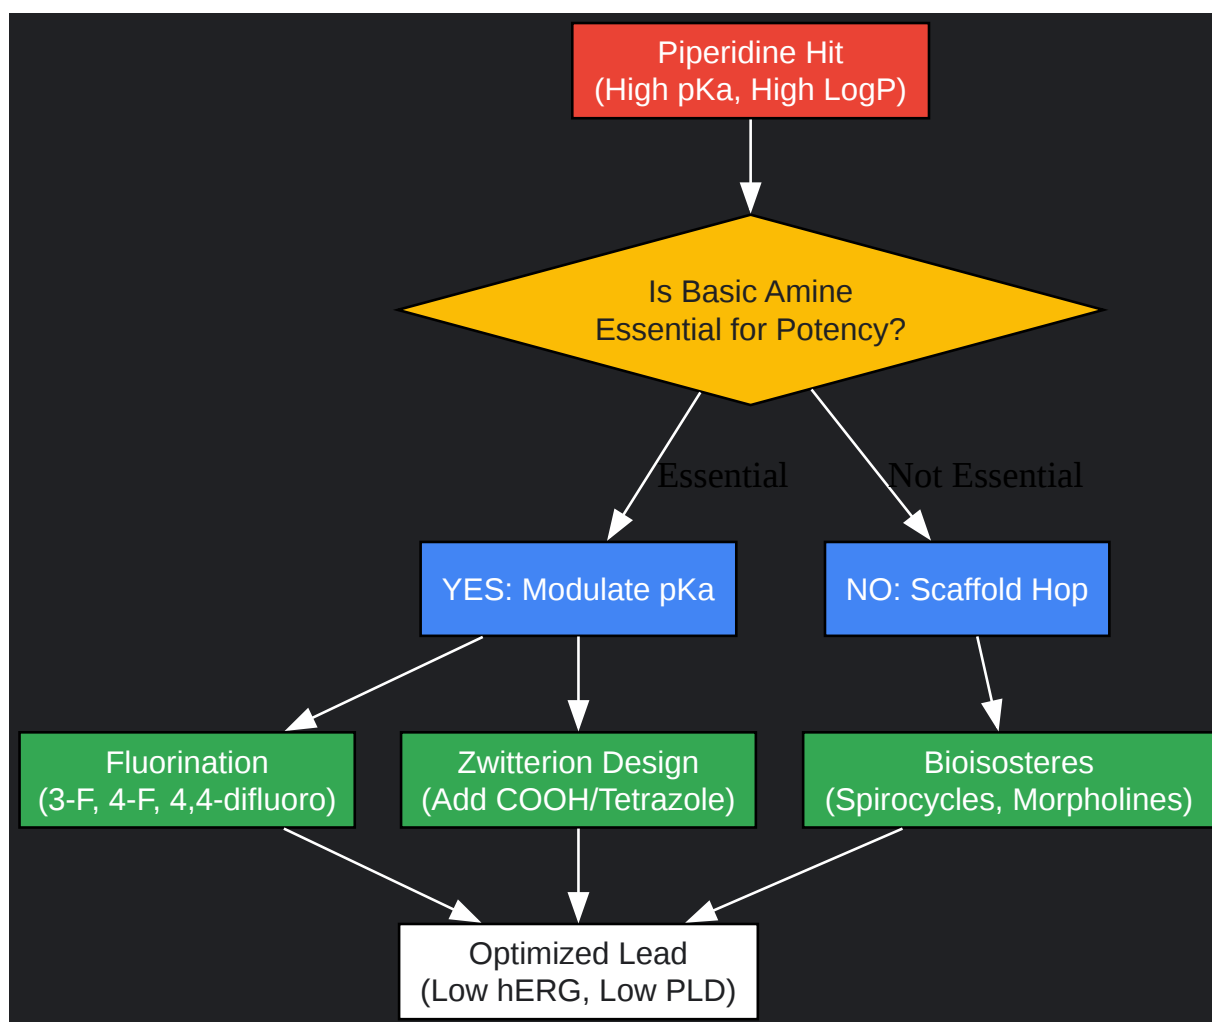 Piperidine Hit
(High pKa, High LogP)
Is Basic Amine
Essential for Potency?
Essential
Not Essential
YES: Modulate pKa
NO: Scaffold Hop
Fluorination
(3-F, 4-F, 4,4-difluoro)
Zwitterion Design
(Add COOH/Tetrazole)
Bioisosteres
(Spirocycles, Morpholines)
Optimized Lead
(Low hERG, Low PLD)